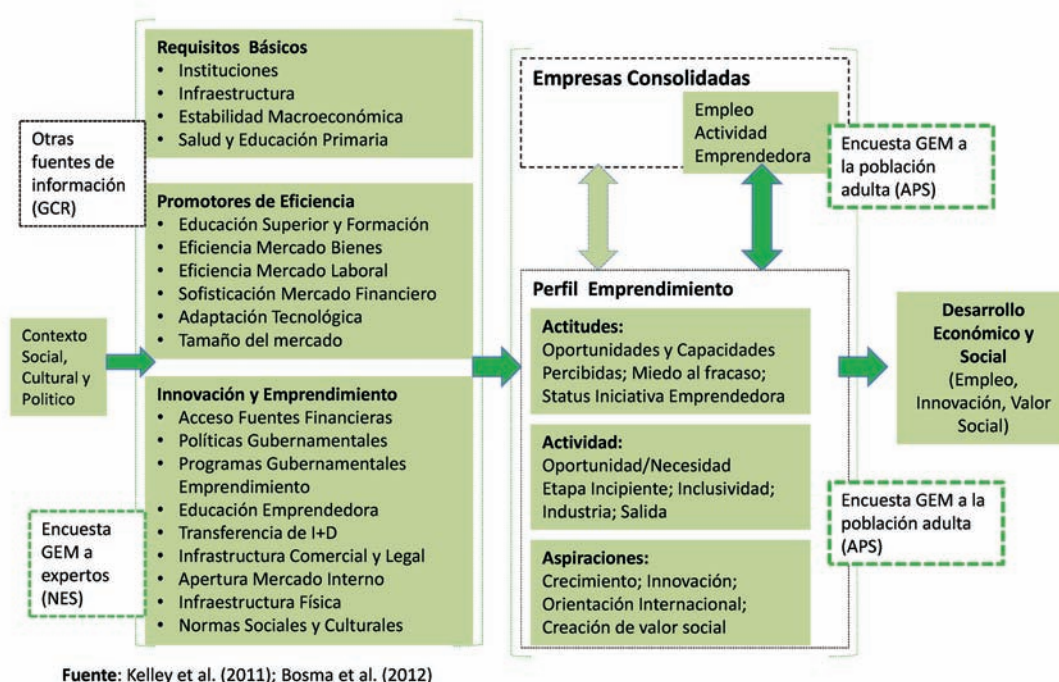 Otras
fuentes de
información
(GCR)
Contexto
Social,
Cultural y
Politico
Encuesta
GEM a
expertos
(NES)
Requisitos Básicos
• Instituciones
• Infraestructura
• Estabilidad Macroeconómica
• Salud y Educación Primaria
Promotores de Eficiencia
• Educación Superior y Formación
• Eficiencia Mercado Bienes
• Eficiencia Mercado Laboral
• Sofisticación Mercado Financiero
• Adaptación Tecnológica
• Tamaño del mercado
Innovación y Emprendimiento
• Acceso Fuentes Financieras
• Políticas Gubernamentales
• Programas Gubernamentales
Emprendimiento
• Educación Emprendedora
• Transferencia de I+D
• Infrastructura Comercial y Legal
• Apertura Mercado Interno
• Infraestructura Física
• Normas Sociales y Culturales
Empresas Consolidadas
Empleo
Actividad
Emprendedora
Encuesta GEM a
la población
adulta (APS)
Perfil Emprendimiento
Actitudes:
Oportunidades y Capacidades
Percibidas; Miedo al fracaso;
Status Iniciativa Emprendedora
Actividad:
Oportunidad/Necesidad
Etapa Incipiente; Inclusividad;
Industria; Salida
Aspiraciones:
Crecimiento; Innovación;
Orientación Internacional;
Creación de valor social
Desarrollo
Económico y
Social
(Empleo,
Innovación, Valor
Social)
Encuesta GEM a la
población adulta
(APS)
Fuente: Kelley et al. (2011); Bosma et al. (2012)